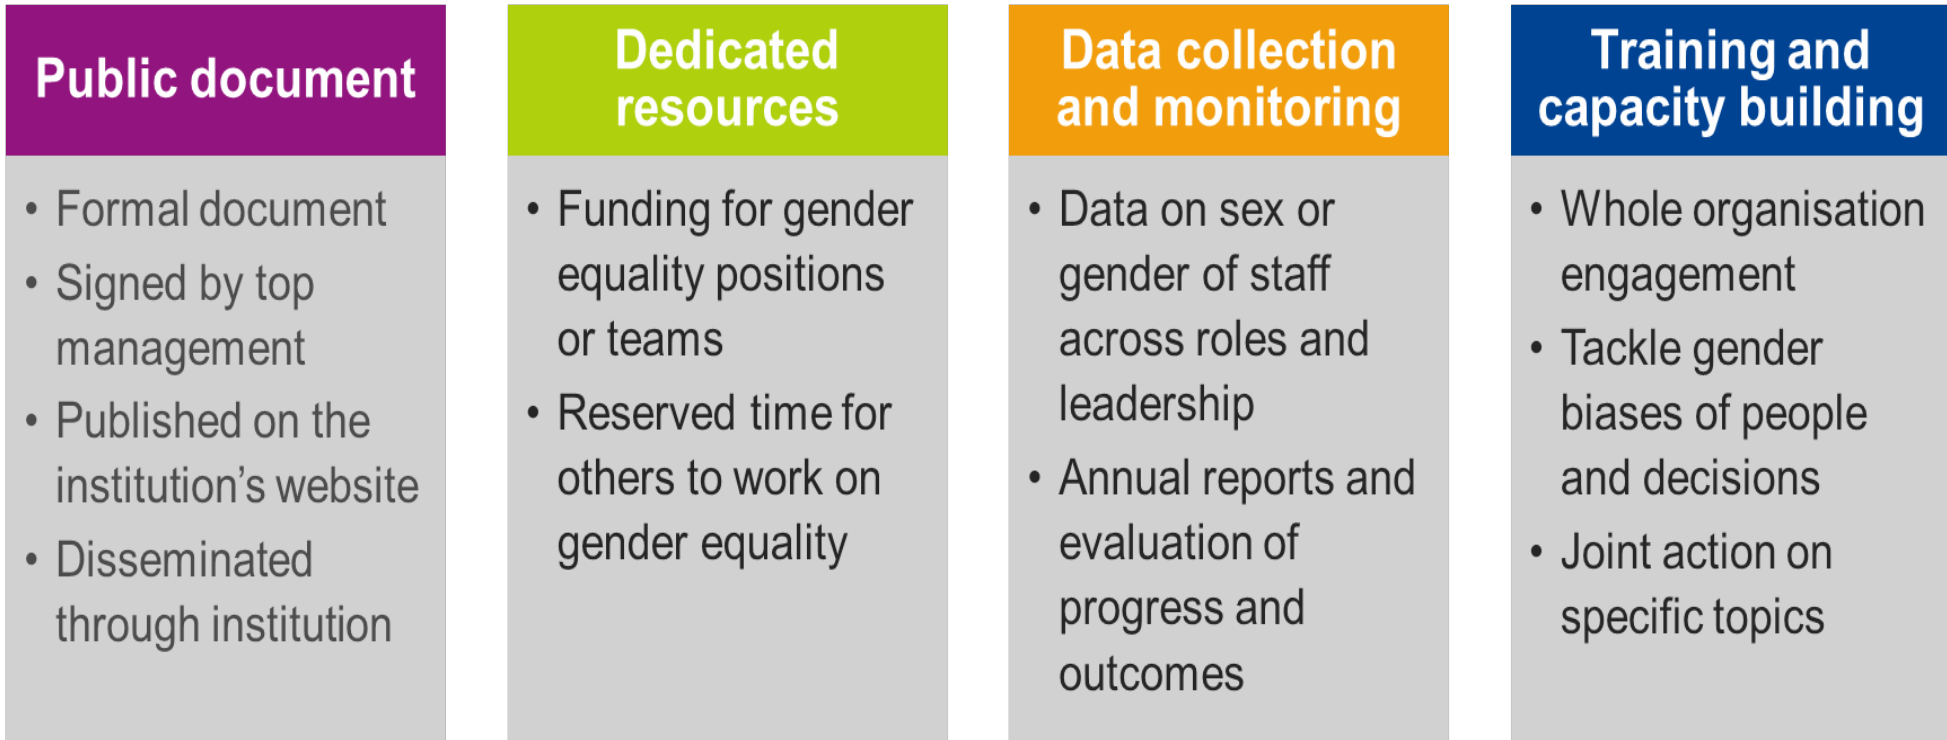 Public document
• Formal document
• Signed by top
management
• Published on the
institution’s website
• Disseminated
through institution
Dedicated
resources
• Funding for gender
equality positions
or teams
• Reserved time for
others to work on
gender equality
Data collection
and monitoring
• Data on sex or
gender of staff
across roles and
leadership
• Annual reports and
evaluation of
progress and
outcomes
Training and
capacity building
• Whole organisation
engagement
• Tackle gender
biases of people
and decisions
• Joint action on
specific topics